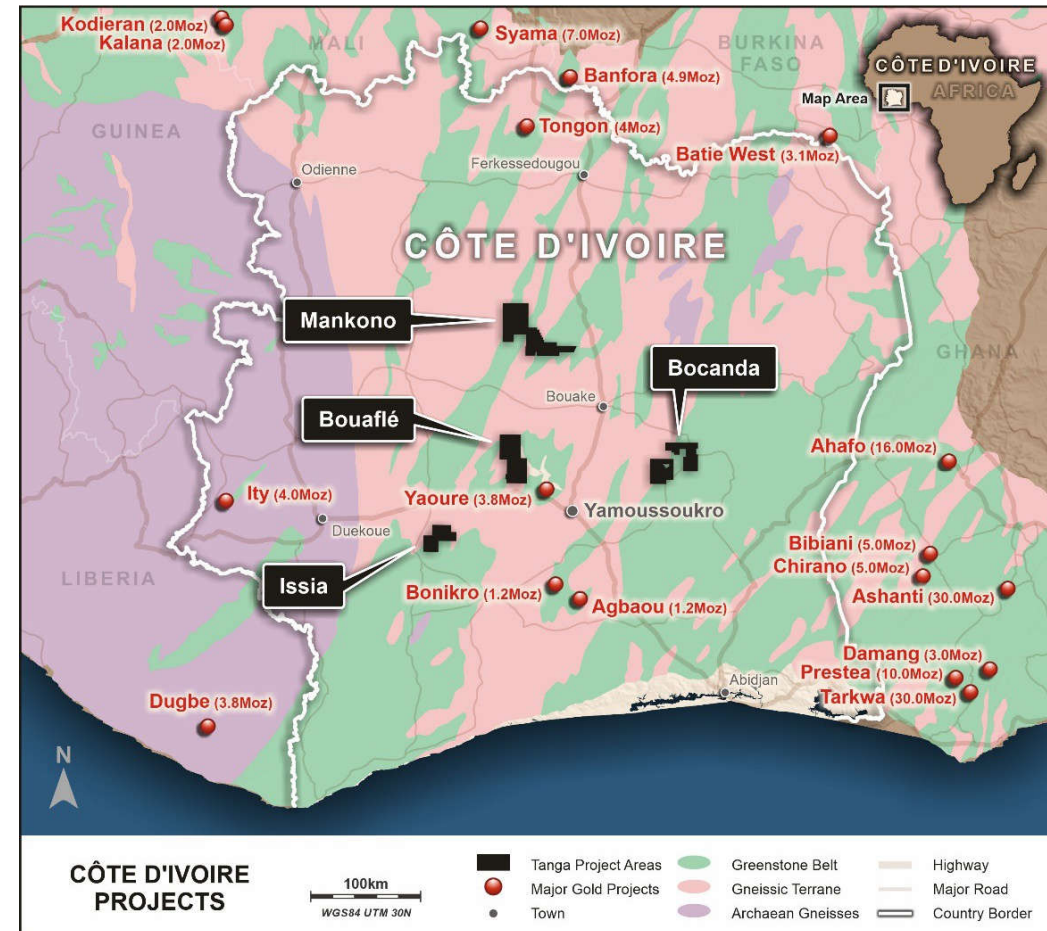 Kodieran (2.0Moz)
Kalana (2.0Moz)
MALI
Syama (7.0Moz)
BURKINA
FASO
CÔTE D'IVOIRE
AFRICA
Map Area
Banfora (4.9Moz)
GUINEA
Tongon (4Moz)
Batie West (3.1Moz)
Odienne
Ferkessedougou
CÔTE D'IVOIRE
Mankono
GHANA
Bocanda
Bouake
Bouaflé
Ahafo (16.0Moz)
Ity (4.0Moz)
Yaoure (3.8Moz)
Yamoussoukro
Duekoue
Bibiani (5.0Moz)
Chirano (5.0Moz)
LIBERIA
Issia
Bonikro (1.2Moz)
Agbaou (1.2Moz)
Ashanti (30.0Moz)
Damang (3.0Moz)
Prestea (10.0Moz)
Tarkwa (30.0Moz)
Abidjan
Dugbe (3.8Moz)
N
CÔTE D'IVOIRE
PROJECTS
100km
WGS84 UTM 30N
Tanga Project Areas
Major Gold Projects
Town
Greenstone Belt
Gneissic Terrane
Archaean Gneisses
Highway
Major Road
Country Border